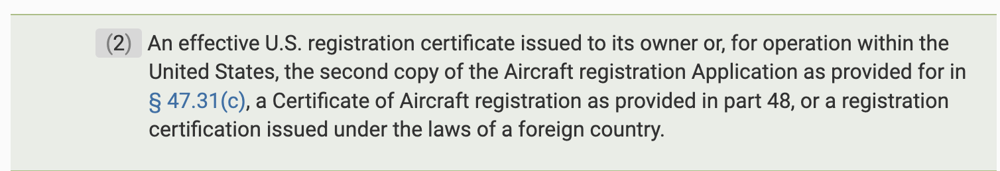 (2) An effective U.S. registration certificate issued to its owner or, for operation within the
United States, the second copy of the Aircraft registration Application as provided for in
§ 47.31(c), a Certificate of Aircraft registration as provided in part 48, or a registration
certification issued under the laws of a foreign country.